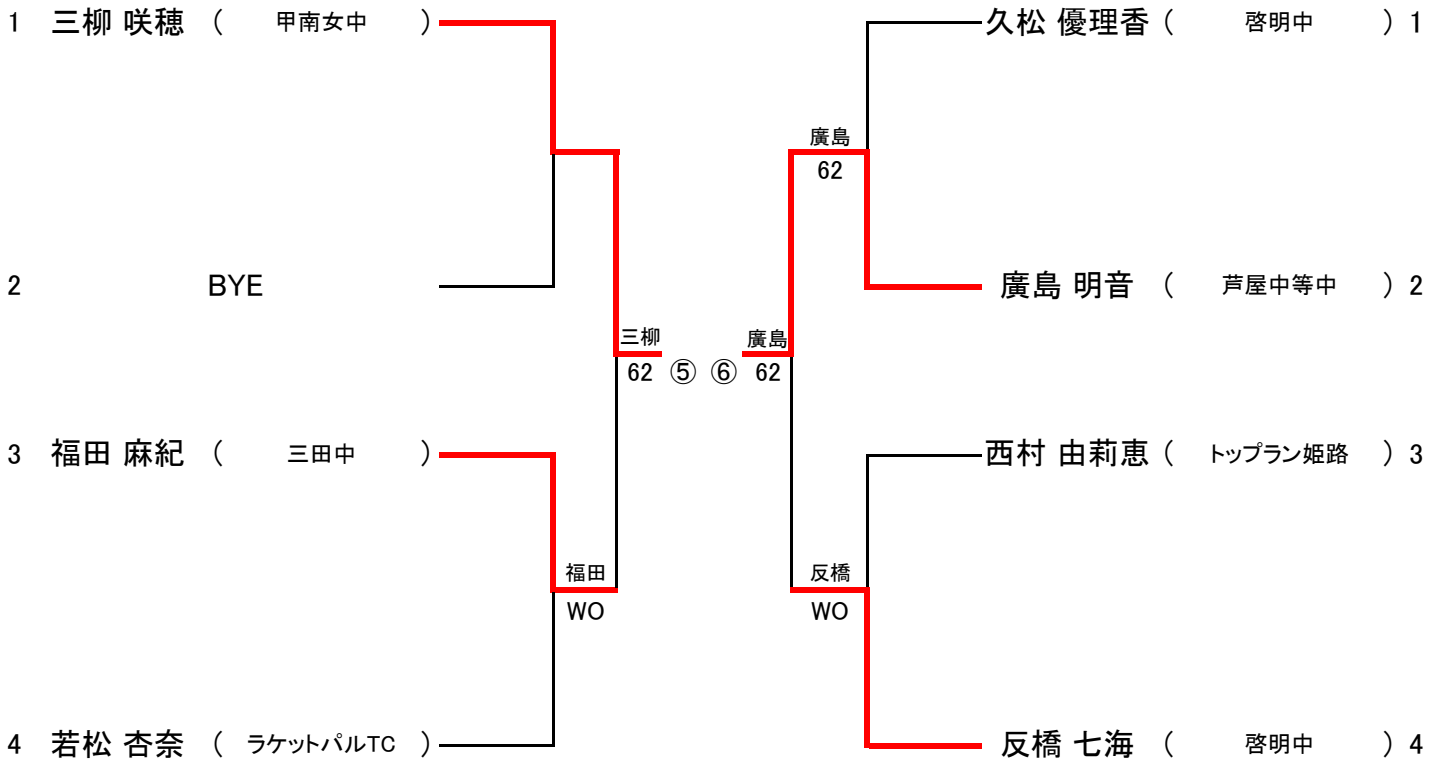 1 三柳 咲穂 （ 甲南女中 ）
久松 優理香 （ 啓明中 ） 1
廣島
62
2 BYE
廣島 明音 （ 芦屋中等中 ） 2
三柳 廣島
62 ⑤ ⑥ 62
3 福田 麻紀 （ 三田中 ）
西村 由莉恵 （ トップラン姫路 ） 3
福田 反橋
WO WO
4 若松 杏奈 （ ラケットパルTC ）
反橋 七海 （ 啓明中 ） 4